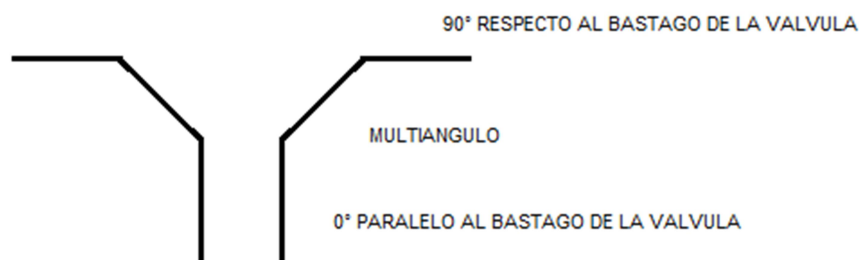 90° RESPECTO AL BASTAGO DE LA VALVULA
MULTIANGULO
0° PARALELO AL BASTAGO DE LA VALVULA